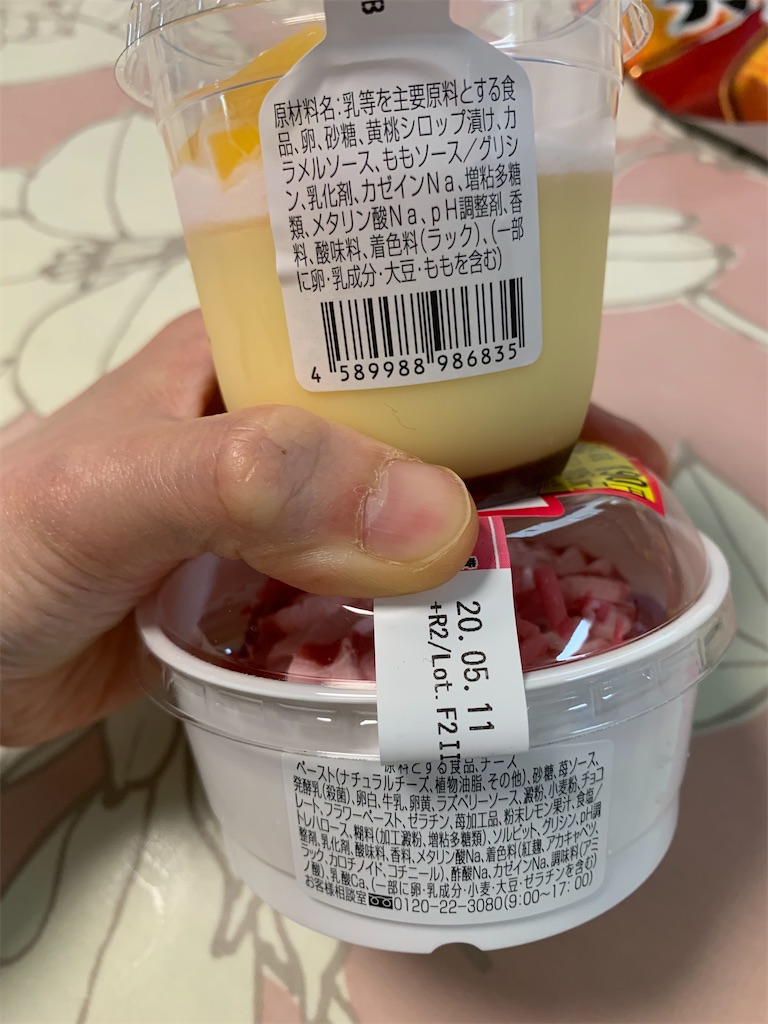 B
原材料名:乳等を主要原料とする食
品、卵、砂糖、黄桃シロップ漬け、カ
ラメルソース、ももソース/グリシ
ン、乳化剤、カゼインNa、増粘多糖
類、メタリン酸Na、pH調整剤、香
料、酸味料、着色料(ラック)、(一部
に卵・乳成分・大豆・ももを含む)
4 589988 986835
20.05.11
+R2/Lot. F2
原料とする食品、チーズ
ペースト(ナチュラルチーズ、植物油脂、その他)、砂糖、苺ソース、
発酵乳(殺菌)、卵白、牛乳、卵黄、ラズベリーソース、澱粉、小麦粉、チョコ
レート、フラワーペースト、ゼラチン、苺加工品、粉末レモン果汁、食塩/
トレハロース、糊料(加工澱粉、増粘多糖類)、ソルビット、グリシン、pH調
整剤、乳化剤、酸味料、香料、メタリン酸Na、着色料(紅麹、アカキャベツ、
ラック、カロチノイド、コチニール)、酢酸Na、カゼインNa、調味料(アミ
ノ酸)、乳酸Ca、(一部に卵・乳成分・小麦・大豆・ゼラチンを含む)
お客様相談室 0120-22-3080(9:00~17:00)